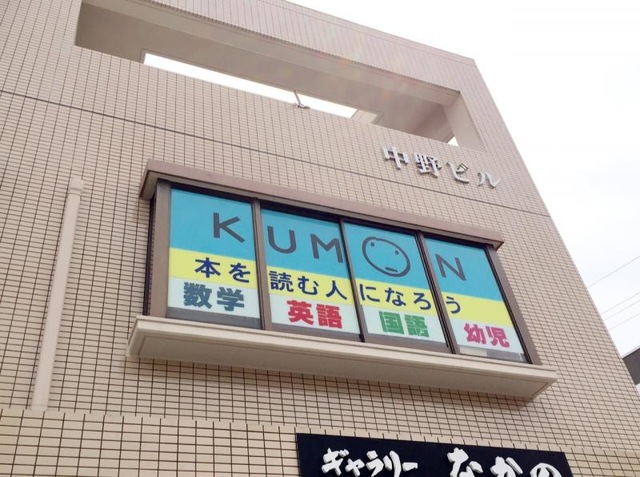 中野ビル
KUMON
本を読む人になろう
数学 英語 国語 幼児
ギャラリー なかの